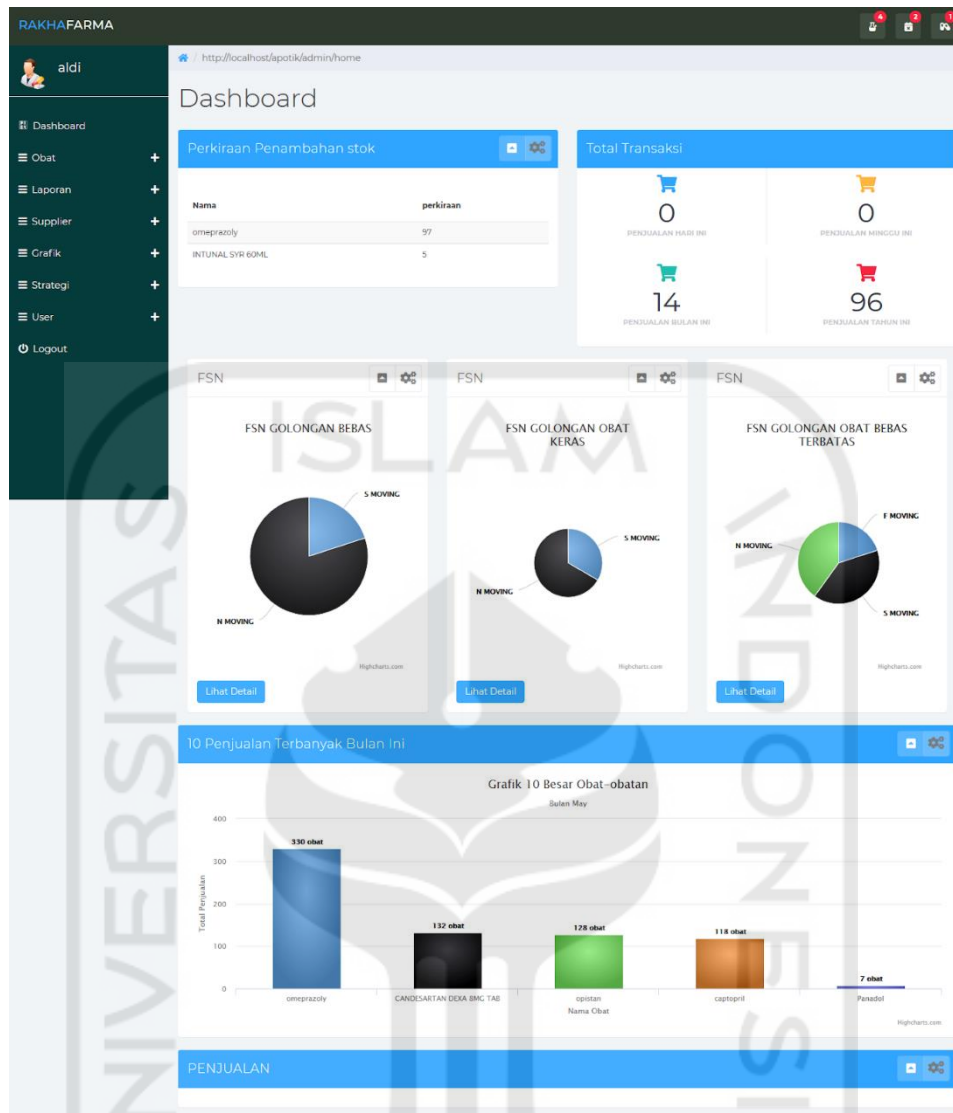 RAKHAFARMA
4
2
1
aldi
/ http://localhost/apotik/admin/home
Dashboard
Dashboard
Obat +
Laporan +
Supplier +
Grafik +
Strategi +
User +
Logout
Perkiraan Penambahan stok
Nama perkiraan
omeprazoly 97
INTUNAL SYR 60ML 5
Total Transaksi
0
PENJUALAN HARI INI
0
PENJUALAN MINGGU INI
14
PENJUALAN BULAN INI
96
PENJUALAN TAHUN INI
FSN
FSN GOLONGAN BEBAS
S MOVING
N MOVING
Highcharts.com
Lihat Detail
FSN
FSN GOLONGAN OBAT
KERAS
S MOVING
N MOVING
Highcharts.com
Lihat Detail
FSN
FSN GOLONGAN OBAT BEBAS
TERBATAS
F MOVING
N MOVING
S MOVING
Highcharts.com
Lihat Detail
10 Penjualan Terbanyak Bulan Ini
Grafik 10 Besar Obat-obatan
Bulan May
Total Penjualan
400
300
200
100
0
330 obat
132 obat
128 obat
118 obat
7 obat
omeprazoly
CANDESARTAN DEXA 8MG TAB
opistan
captopril
Panadol
Nama Obat
Highcharts.com
PENJUALAN
UNIVERSITAS
ISLAM
INDONESI